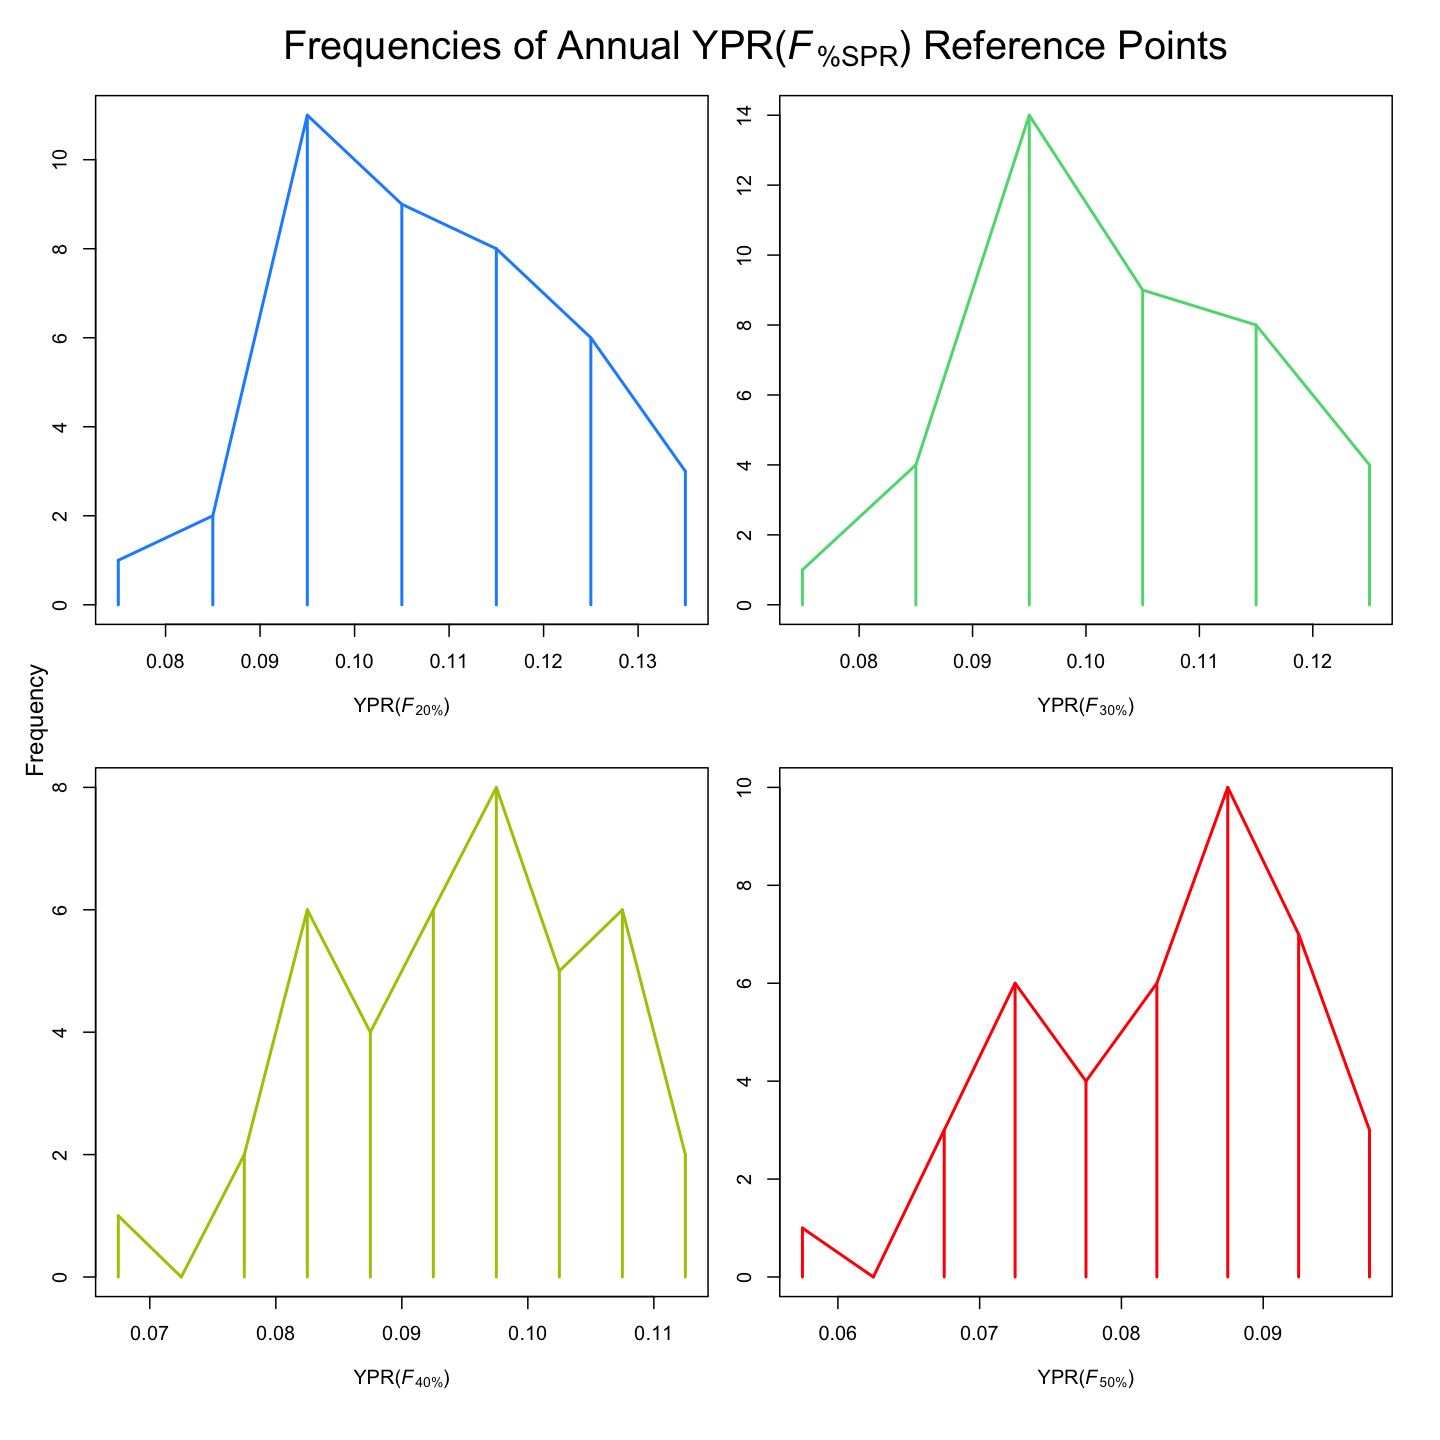 Frequencies of Annual YPR(F%SPR) Reference Points
Frequency
0 2 4 6 8 10
0.08 0.09 0.10 0.11 0.12 0.13
YPR(F20%)
0 2 4 6 8 10 12 14
0.08 0.09 0.10 0.11 0.12
YPR(F30%)
0 2 4 6 8
0.07 0.08 0.09 0.10 0.11
YPR(F40%)
0 2 4 6 8 10
0.06 0.07 0.08 0.09
YPR(F50%)